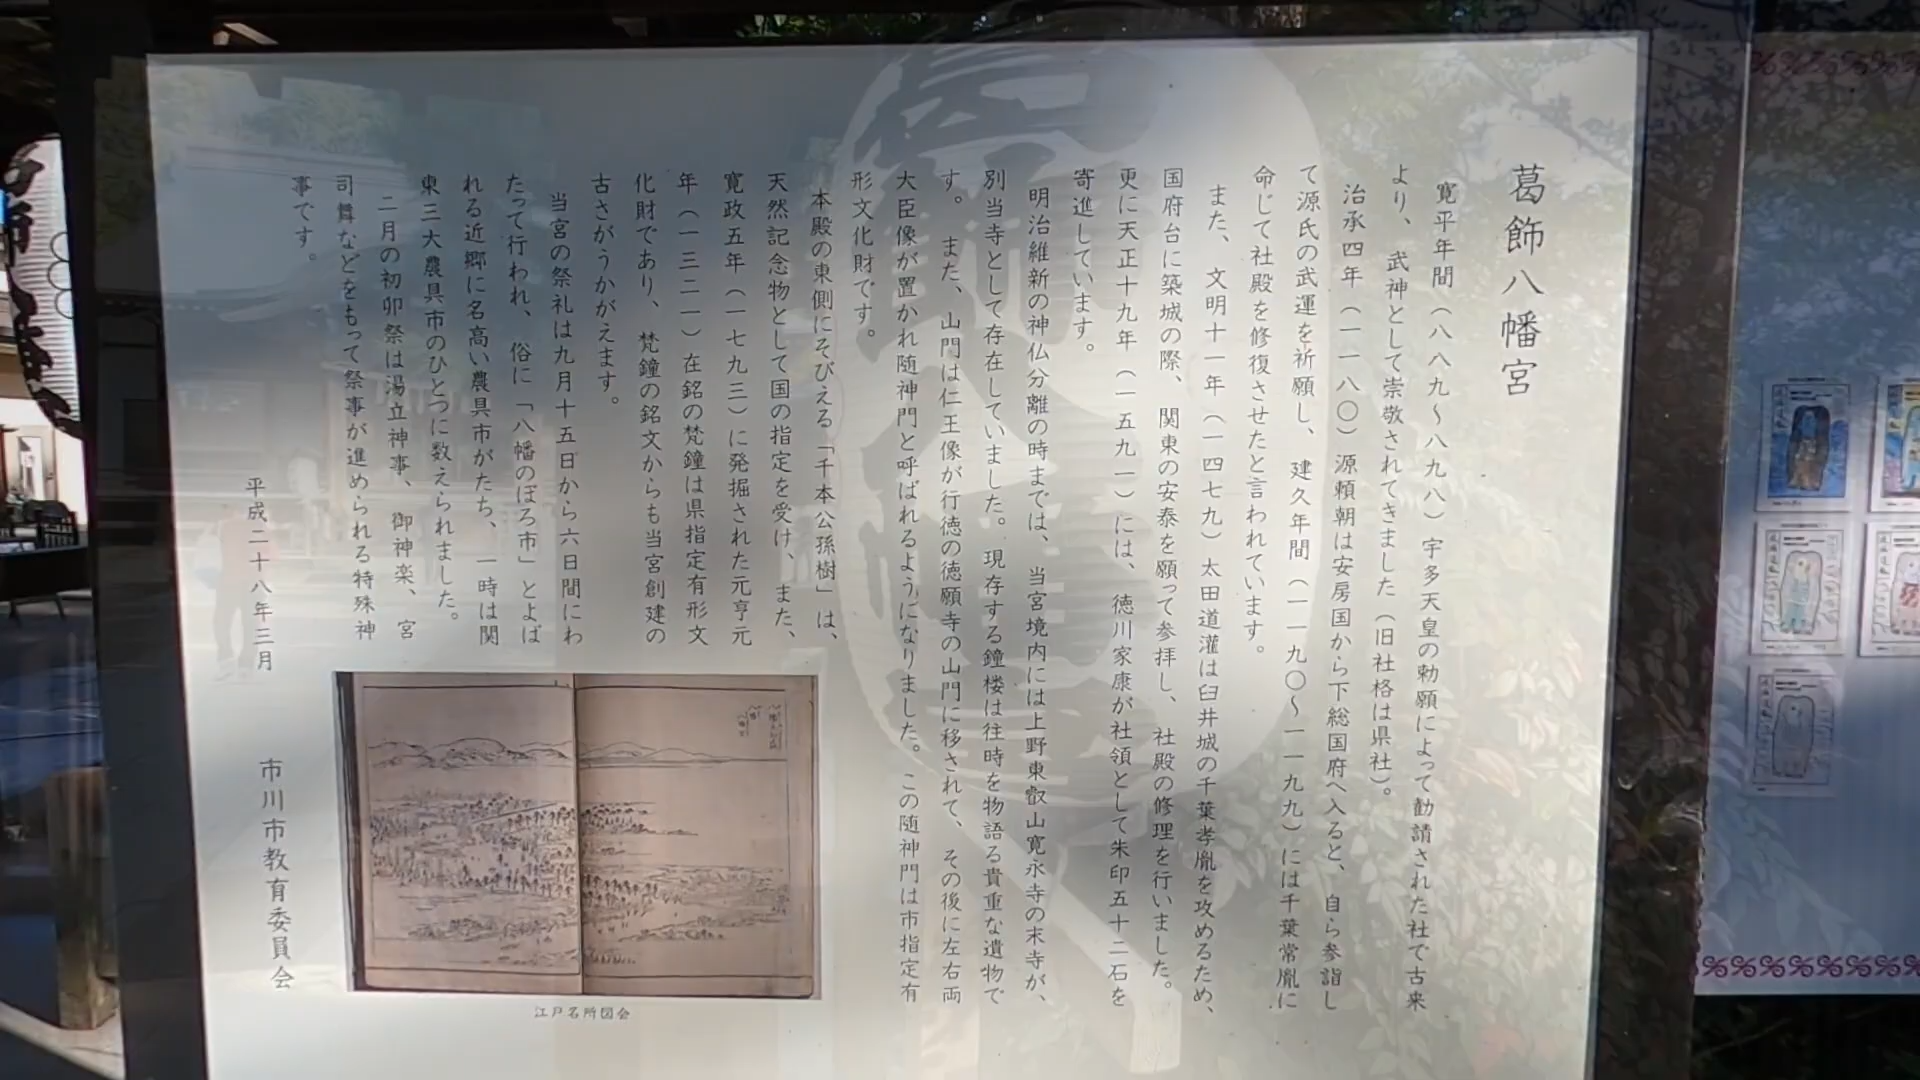 葛飾八幡宮
寛平年間（八八九～八九八）宇多天皇の勅願によって勧請された社で古来
より、武神として崇敬されてきました（旧社格は県社）。
治承四年（一一八〇）源頼朝は安房国から下総国府へ入ると、自ら参詣し
て源氏の武運を祈願し、建久年間（一一九〇～一一九九）には千葉常胤に
命じて社殿を修復させたと言われています。
また、文明十一年（一四七九）太田道灌は臼井城の千葉孝胤を攻めるため、
国府台に築城の際、関東の安泰を願って参拝し、社殿の修理を行いました。
更に天正十九年（一五九一）には、徳川家康が社領として朱印五十二石を
寄進しています。
明治維新の神仏分離の時までは、当宮境内には上野東叡山寛永寺の末寺が、
別当寺として存在していました。現存する鐘楼は往時を物語る貴重な遺物で
す。また、山門は仁王像が行徳の徳願寺の山門に移されて、その後に左右両
大臣像が置かれ随神門と呼ばれるようになりました。この随神門は市指定有
形文化財です。
本殿の東側にそびえる「千本公孫樹」は、
天然記念物として国の指定を受け、また、
寛政五年（一七九三）に発掘された元亨元
年（一三二一）在銘の梵鐘は県指定有形文
化財であり、梵鐘の銘文からも当宮創建の
古さがうかがえます。
当宮の祭礼は九月十五日から六日間にわ
たって行われ、俗に「八幡のぼろ市」とよば
れる近郷に名高い農具市がたち、一時は関
東三大農具市のひとつに数えられました。
二月の初卯祭は湯立神事、御神楽、宮
司舞などをもって祭事が進められる特殊神
事です。
平成二十八年三月
市川市教育委員会
江戸名所図会